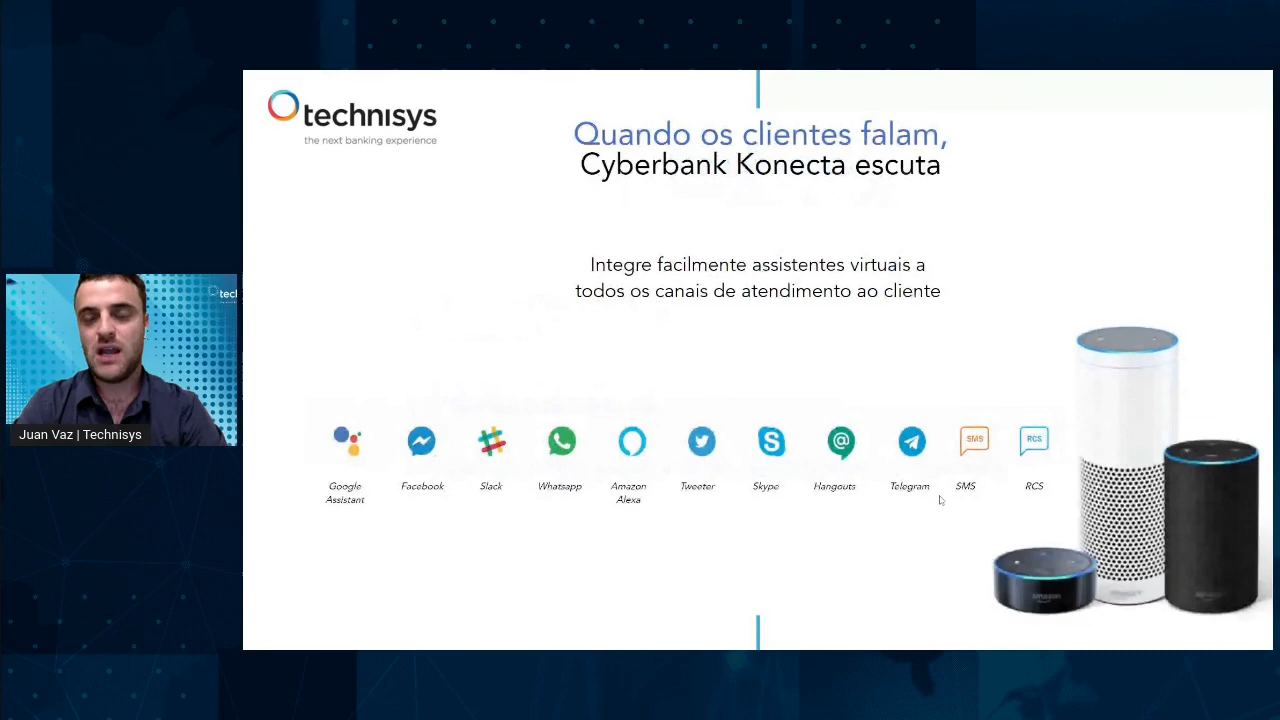 technisys
the next banking experience
Quando os clientes falam,
Cyberbank Konecta escuta
Integre facilmente assistentes virtuais a
todos os canais de atendimento ao cliente
SMS
RCS
Google
Assistant
Facebook
Slack
Whatsapp
Amazon
Alexa
Tweeter
Skype
Hangouts
Telegram
SMS
RCS
tecl
Juan Vaz | Technisys